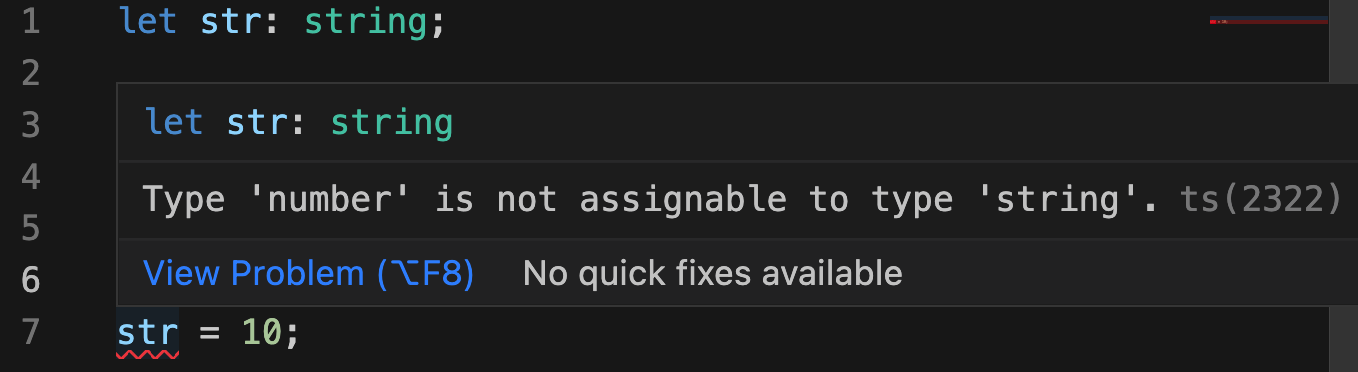 1 let str: string;
2
3 let str: string
4 Type 'number' is not assignable to type 'string'. ts(2322)
5
6 View Problem (⌥F8) No quick fixes available
7 str = 10;